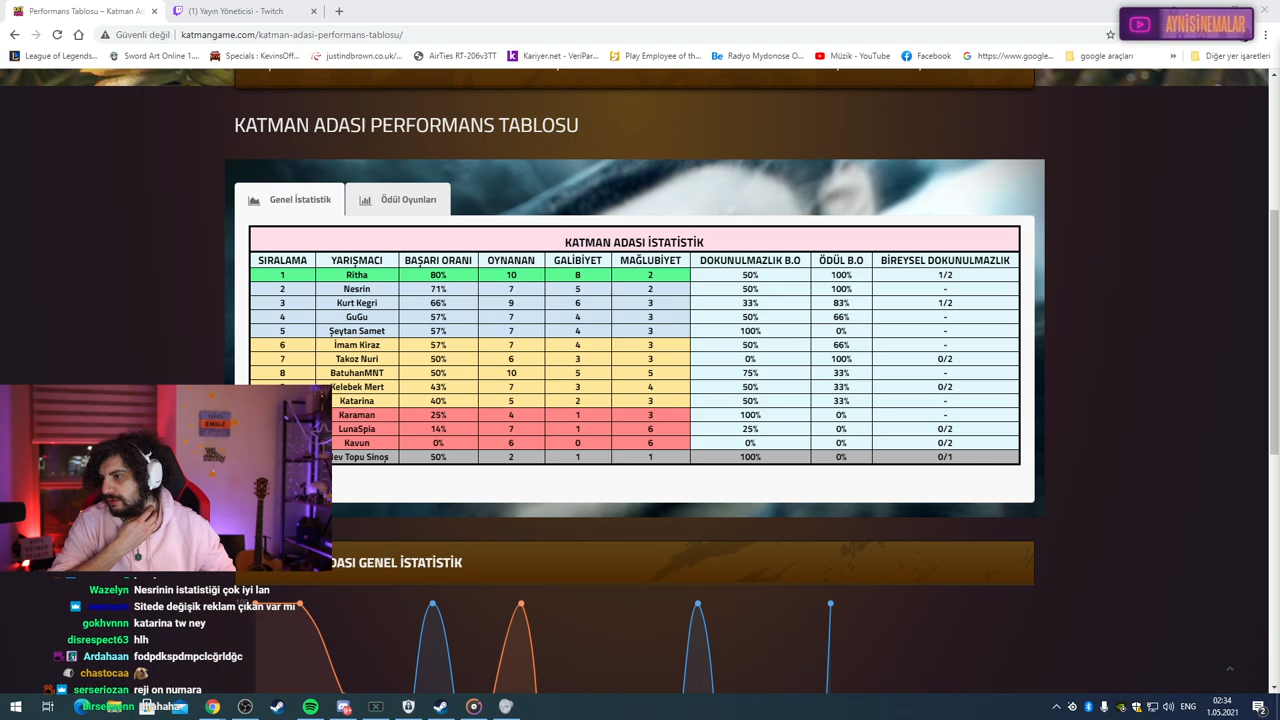 Performans Tablosu – Katman Ad
(1) Yayın Yöneticisi - Twitch
AYNİSİNEMALAR
Güvenli değil
katmangame.com/katman-adasi-performans-tablosu/
League of Legends...
Sword Art Online 1...
Specials : KevinsOff...
justindbrown.co.uk/...
AirTies RT-206v3TT
Kariyer.net - VeriPar...
Play Employee of th...
Radyo Mydonose O...
Müzik - YouTube
Facebook
https://www.google...
google araçları
»
Diğer yer işaretleri
KATMAN ADASI PERFORMANS TABLOSU
Genel İstatistik
Ödül Oyunları
KATMAN ADASI İSTATİSTİK
SIRALAMA YARIŞMACI BAŞARI ORANI OYNANAN GALİBİYET MAĞLUBİYET DOKUNULMAZLIK B.O ÖDÜL B.O BİREYSEL DOKUNULMAZLIK
1 Ritha 80% 10 8 2 50% 100% 1/2
2 Nesrin 71% 7 5 2 50% 100% -
3 Kurt Kegri 66% 9 6 3 33% 83% 1/2
4 GuGu 57% 7 4 3 50% 66% -
5 Şeytan Samet 57% 7 4 3 100% 0% -
6 İmam Kiraz 57% 7 4 3 50% 66% -
7 Takoz Nuri 50% 6 3 3 0% 100% 0/2
8 BatuhanMNT 50% 10 5 5 75% 33% -
Kelebek Mert 43% 7 3 4 50% 33% 0/2
Katarina 40% 5 2 3 50% 33% -
Karaman 25% 4 1 3 100% 0% -
LunaSpia 14% 7 1 6 25% 0% 0/2
Kavun 0% 6 0 6 0% 0% 0/2
ev Topu Sinoş 50% 2 1 1 100% 0% 0/1
DASI GENEL İSTATİSTİK
Wazelyn Nesrinin istatistiği çok iyi lan
Sitede değişik reklam çıkan var mı
gokhvnnn katarina tw ney
disrespect63 hlh
Ardahaan fodpdkspdmpclcğrldğc
chastocaa
serseriozan reji on numara
02:34
1.05.2021
2